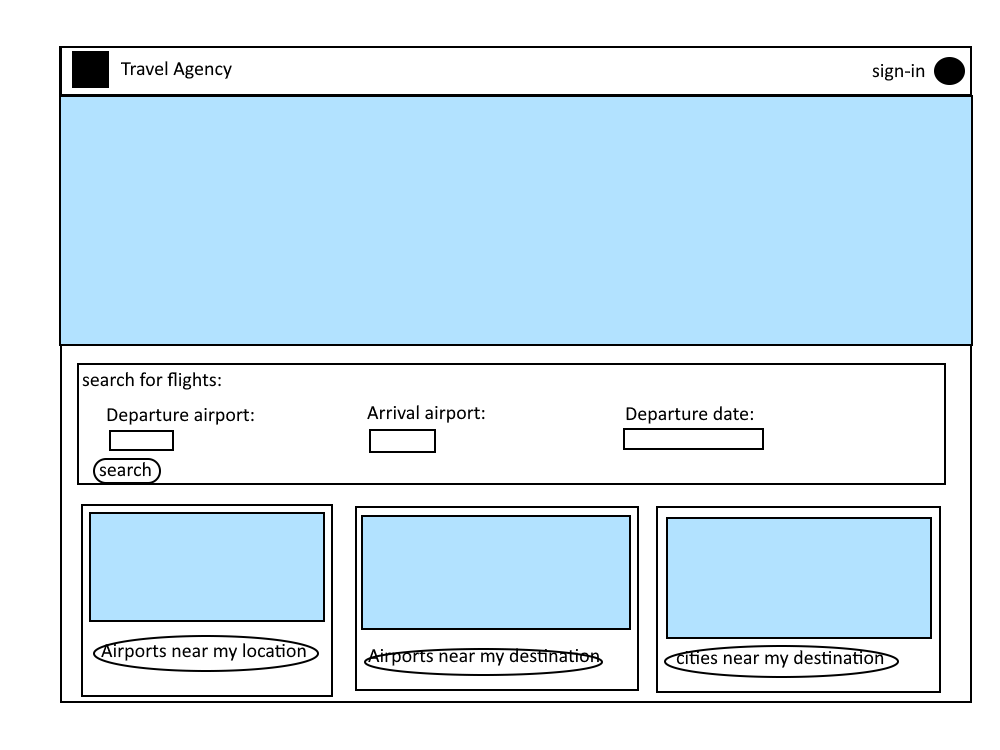 Travel Agency
sign-in
search for flights:
Departure airport:
Arrival airport:
Departure date:
search
Airports near my location
Airports near my destination
cities near my destination